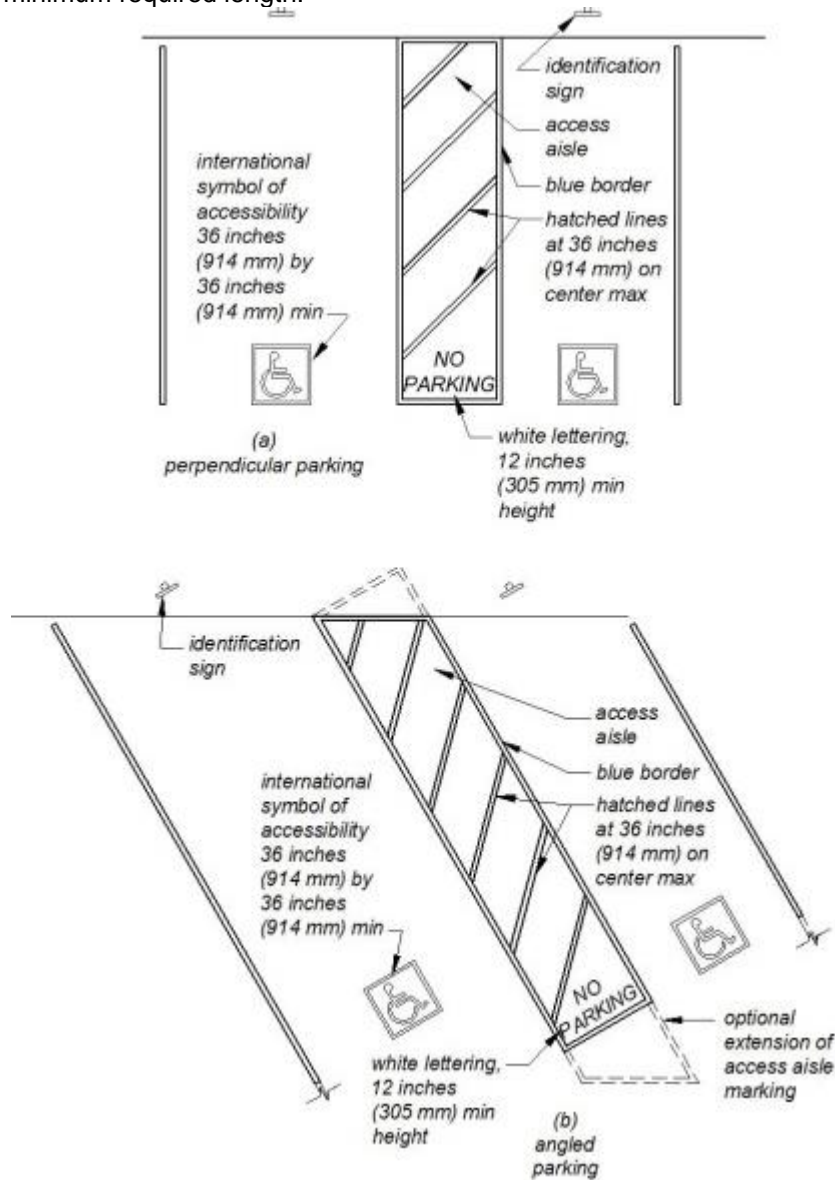 minimum required length.
identification
sign
access
aisle
blue border
hatched lines
at 36 inches
(914 mm) on
center max
international
symbol of
accessibility
36 inches
(914 mm) by
36 inches
(914 mm) min
NO
PARKING
(a)
perpendicular parking
white lettering,
12 inches
(305 mm) min
height
identification
sign
access
aisle
blue border
hatched lines
at 36 inches
(914 mm) on
center max
international
symbol of
accessibility
36 inches
(914 mm) by
36 inches
(914 mm) min
NO
PARKING
optional
extension of
access aisle
marking
white lettering,
12 inches
(305 mm) min
height
(b)
angled
parking